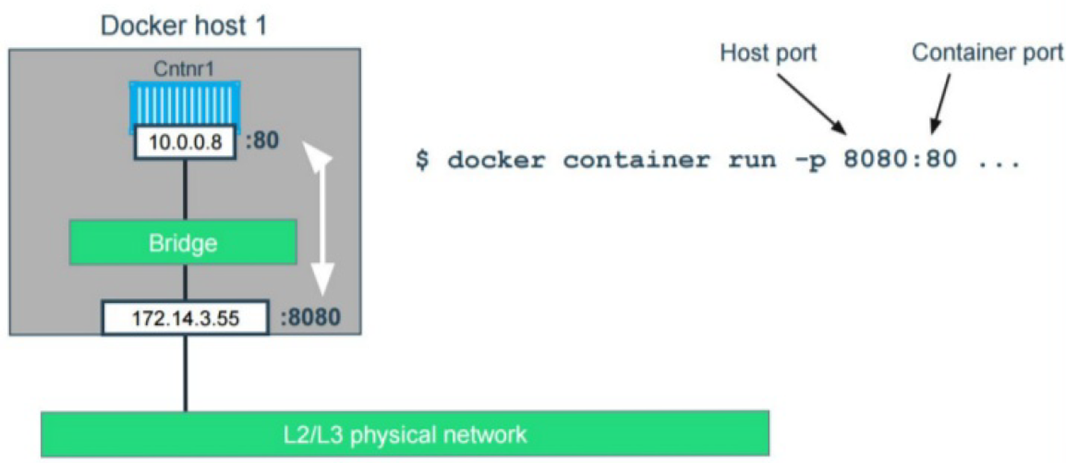 Docker host 1
Cntnr1
10.0.0.8 :80
Bridge
172.14.3.55 :8080
L2/L3 physical network
Host port
Container port
$ docker container run -p 8080:80 ...